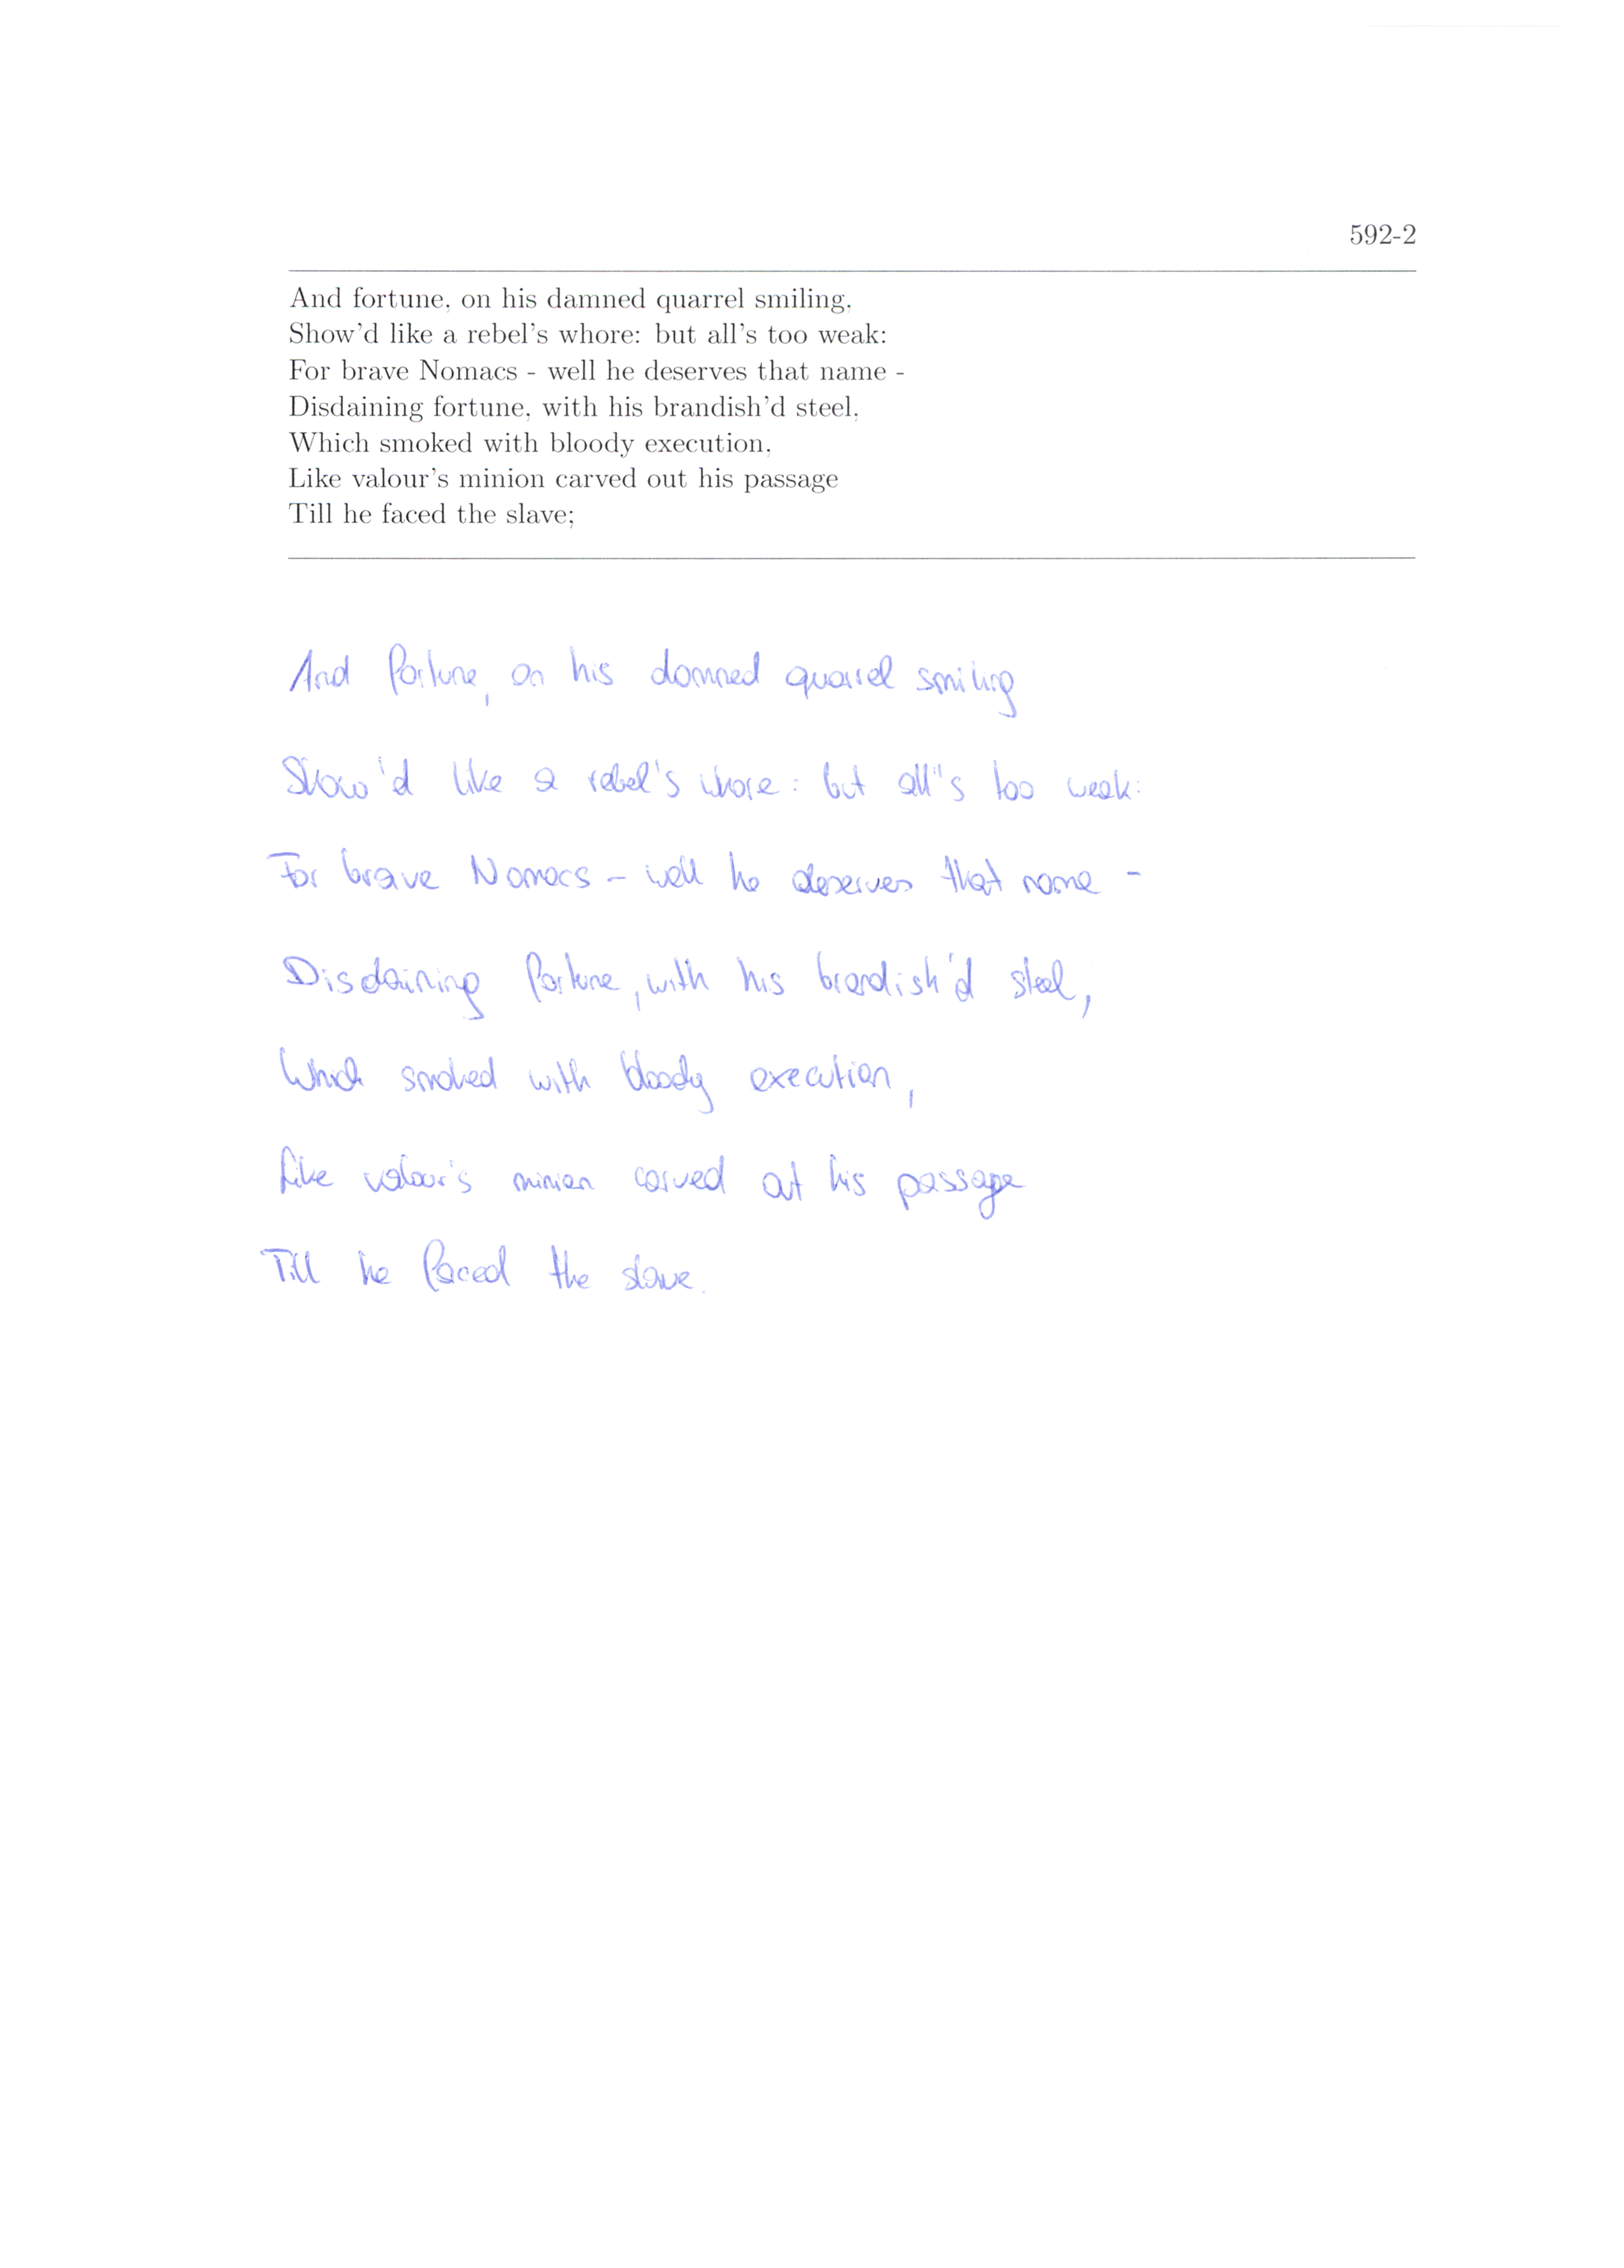 592-2
And fortune, on his damned quarrel smiling,
Show'd like a rebel's whore: but all's too weak:
For brave Nomacs - well he deserves that name -
Disdaining fortune, with his brandish'd steel,
Which smoked with bloody execution,
Like valour's minion carved out his passage
Till he faced the slave;
And fortune, on his damned quarrel smiling
Show'd like a rebel's whore: but all"s too weak:
For brave Nomacs - well he deserves that name -
Disdaining fortune, with his brandish'd steel,
Which smoked with bloody execution,
Like valour's minion carved out his passage
Till he faced the slave.